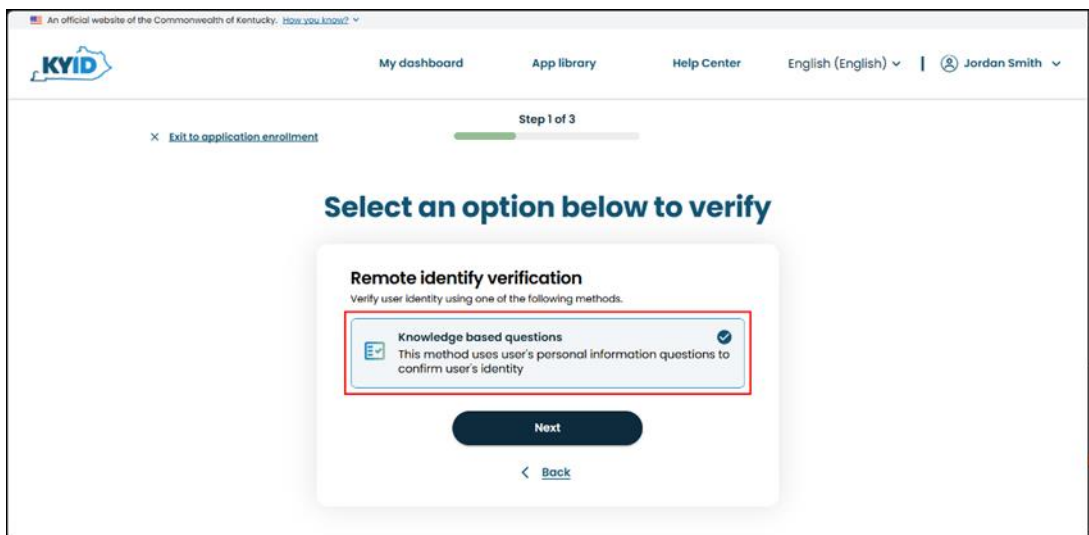 An official website of the Commonwealth of Kentucky. How you know?
KYID
My dashboard
App library
Help Center
English (English)
Jordan Smith
Step 1 of 3
Exit to application enrollment
Select an option below to verify
Remote identify verification
Verify user identity using one of the following methods.
Knowledge based questions
This method uses user's personal information questions to
confirm user's identity
Next
Back